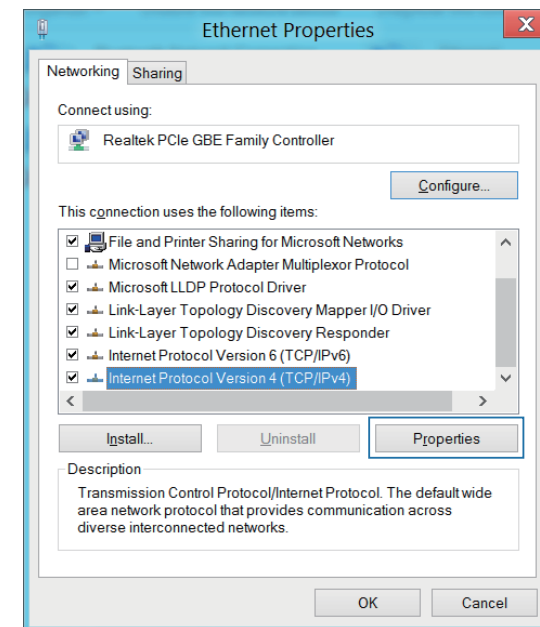 Ethernet Properties
X
Networking Sharing
Connect using:
Realtek PCIe GBE Family Controller
Configure...
This connection uses the following items:
File and Printer Sharing for Microsoft Networks
Microsoft Network Adapter Multiplexor Protocol
Microsoft LLDP Protocol Driver
Link-Layer Topology Discovery Mapper I/O Driver
Link-Layer Topology Discovery Responder
Internet Protocol Version 6 (TCP/IPv6)
Internet Protocol Version 4 (TCP/IPv4)
Install... Uninstall Properties
Description
Transmission Control Protocol/Internet Protocol. The default wide
area network protocol that provides communication across
diverse interconnected networks.
OK Cancel